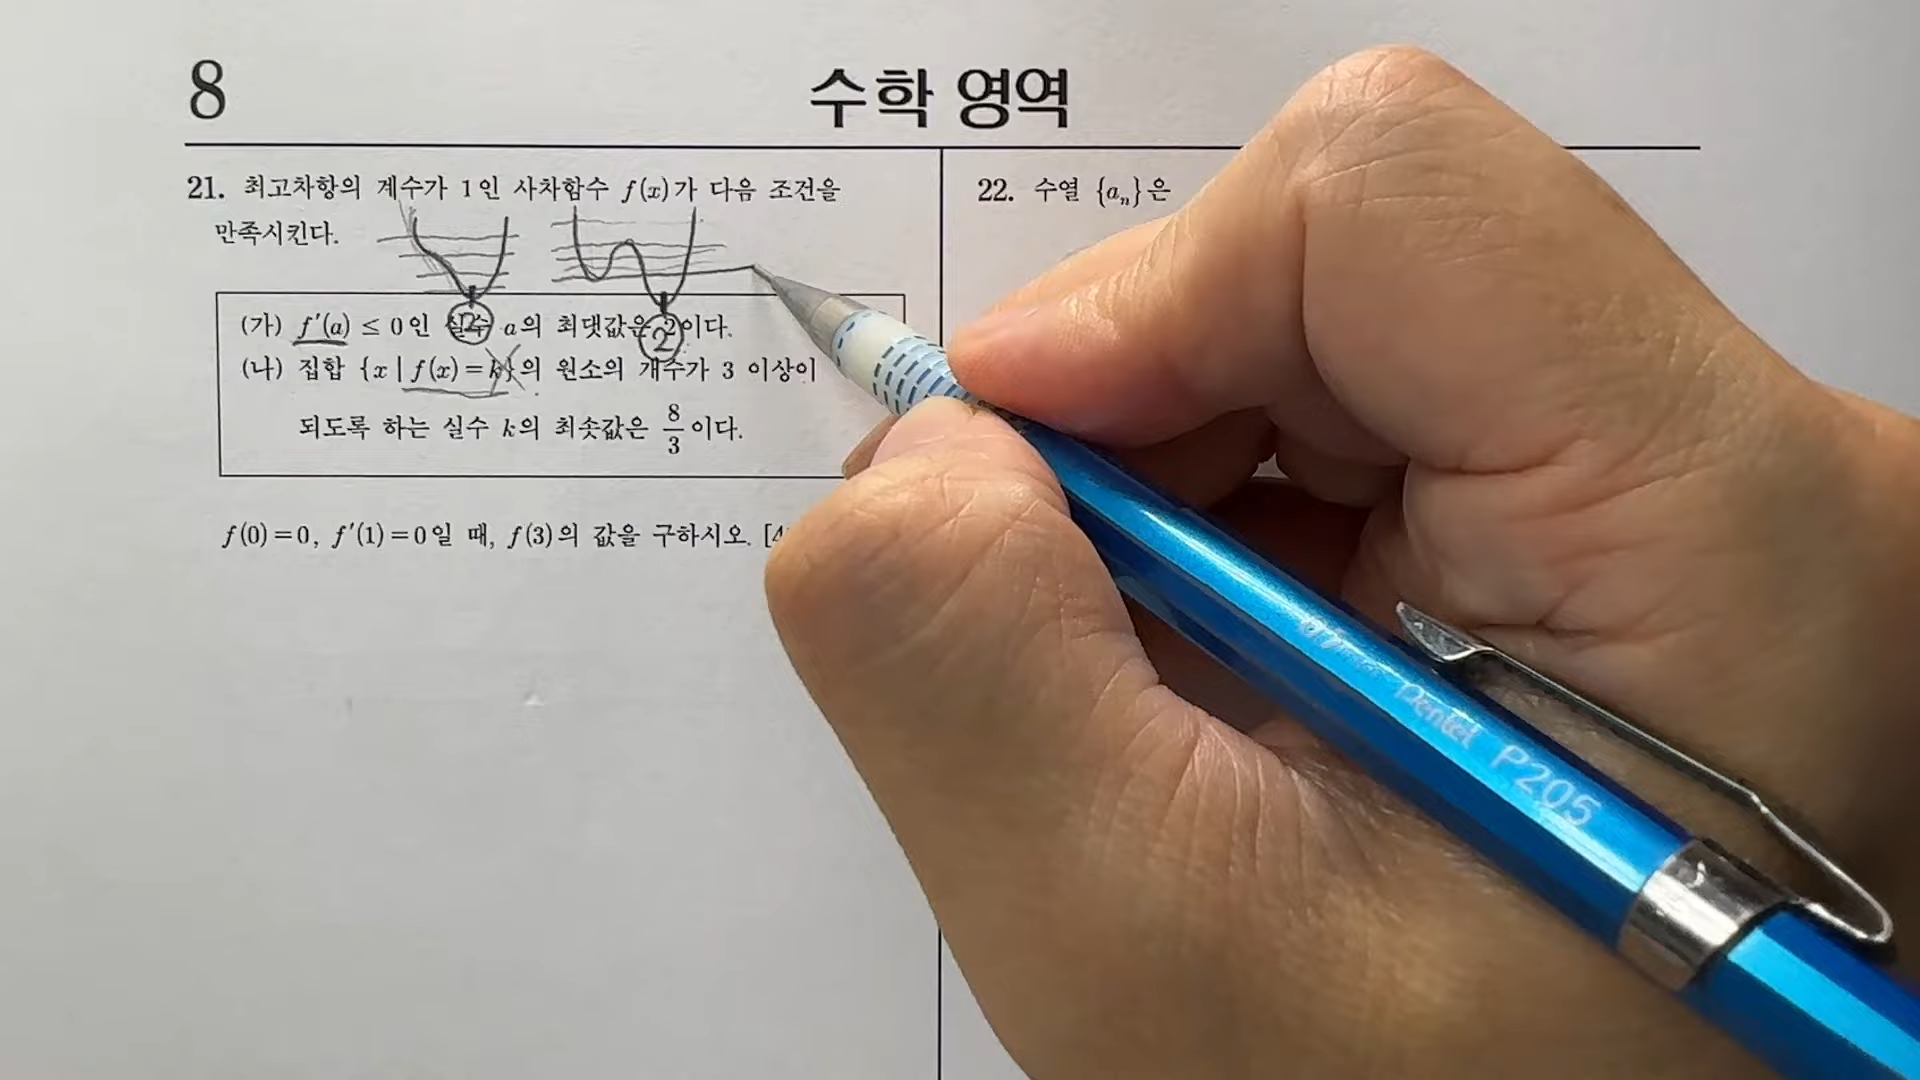 8
수학 영역
21. 최고차항의 계수가 1인 사차함수 f(x)가 다음 조건을
만족시킨다.
(가) f′(a) ≤ 0인 실수 a의 최댓값은 2이다.
2
2
(나) 집합 {x | f(x) = k}의 원소의 개수가 3 이상이
되도록 하는 실수 k의 최솟값은 8/3이다.
f(0) = 0, f′(1) = 0일 때, f(3)의 값을 구하시오. [4
22. 수열 {aₙ}은
Pentel P205